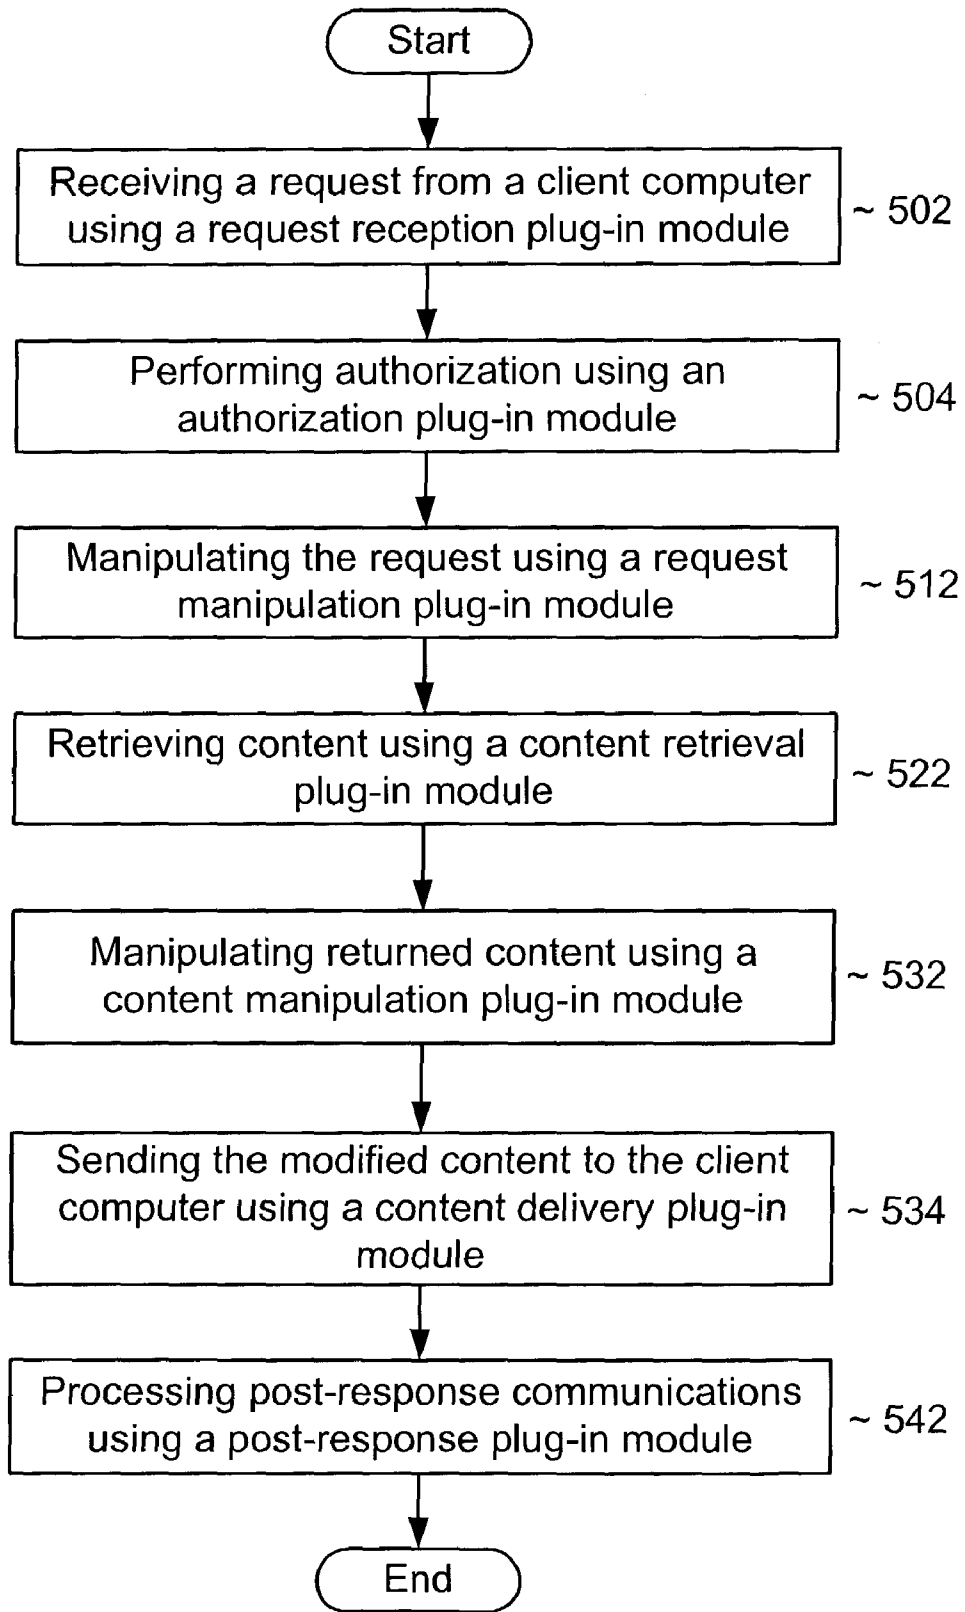 Start
Receiving a request from a client computer
using a request reception plug-in module
~ 502
Performing authorization using an
authorization plug-in module
~ 504
Manipulating the request using a request
manipulation plug-in module
~ 512
Retrieving content using a content retrieval
plug-in module
~ 522
Manipulating returned content using a
content manipulation plug-in module
~ 532
Sending the modified content to the client
computer using a content delivery plug-in
module
~ 534
Processing post-response communications
using a post-response plug-in module
~ 542
End